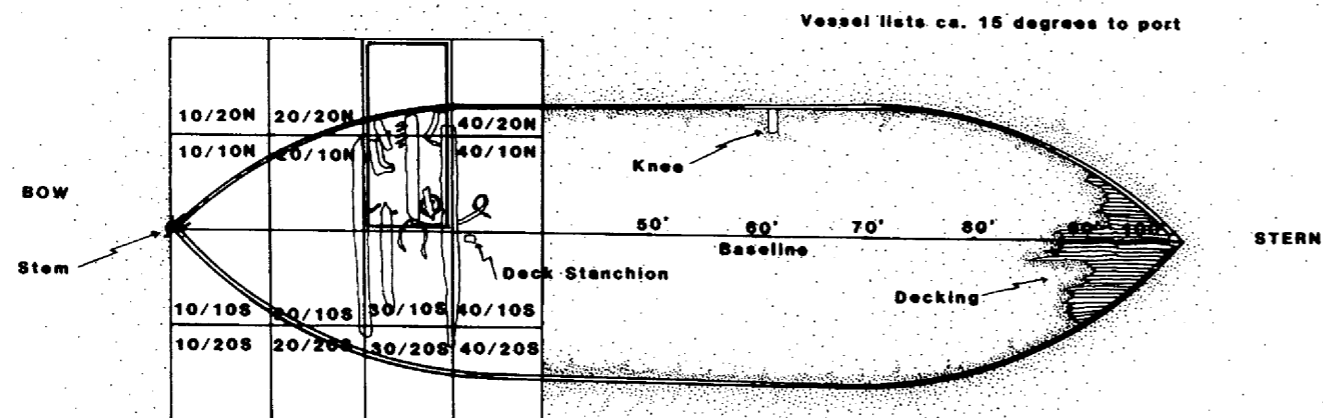 Vessel lists ca. 15 degrees to port
10/20N 20/20N 40/20N
10/10N 20/10N 40/10N
Knee
BOW
50' 60' 70' 80' 90' 100'
Baseline
STERN
Stem
Deck Stanchion
Decking
10/10S 20/10S 30/10S 40/10S
10/20S 20/20S 30/20S 40/20S